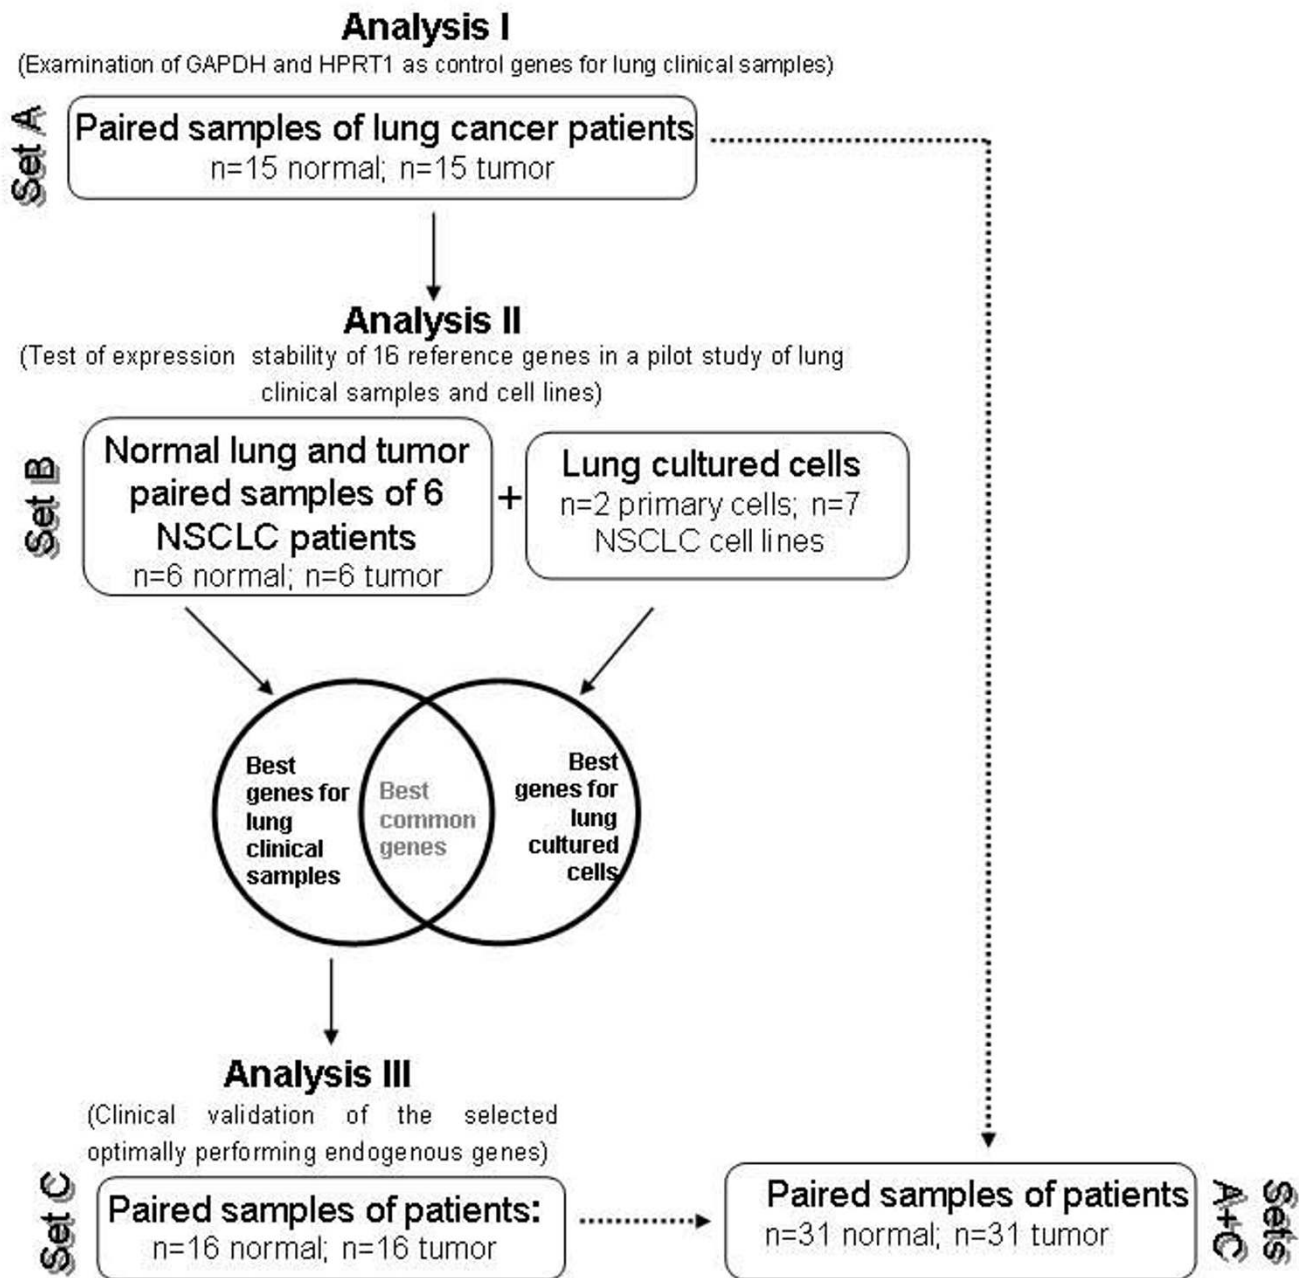 Analysis I
(Examination of GAPDH and HPRT1 as control genes for lung clinical samples)
Set A
Paired samples of lung cancer patients
n=15 normal; n=15 tumor
Analysis II
(Test of expression stability of 16 reference genes in a pilot study of lung
clinical samples and cell lines)
Set B
Normal lung and tumor
paired samples of 6
NSCLC patients
n=6 normal; n=6 tumor
+
Lung cultured cells
n=2 primary cells; n=7
NSCLC cell lines
Best
genes for
lung
clinical
samples
Best
common
genes
Best
genes for
lung
cultured
cells
Analysis III
(Clinical validation of the selected
optimally performing endogenous genes)
Set C
Paired samples of patients:
n=16 normal; n=16 tumor
Paired samples of patients
n=31 normal; n=31 tumor
Sets
A+C